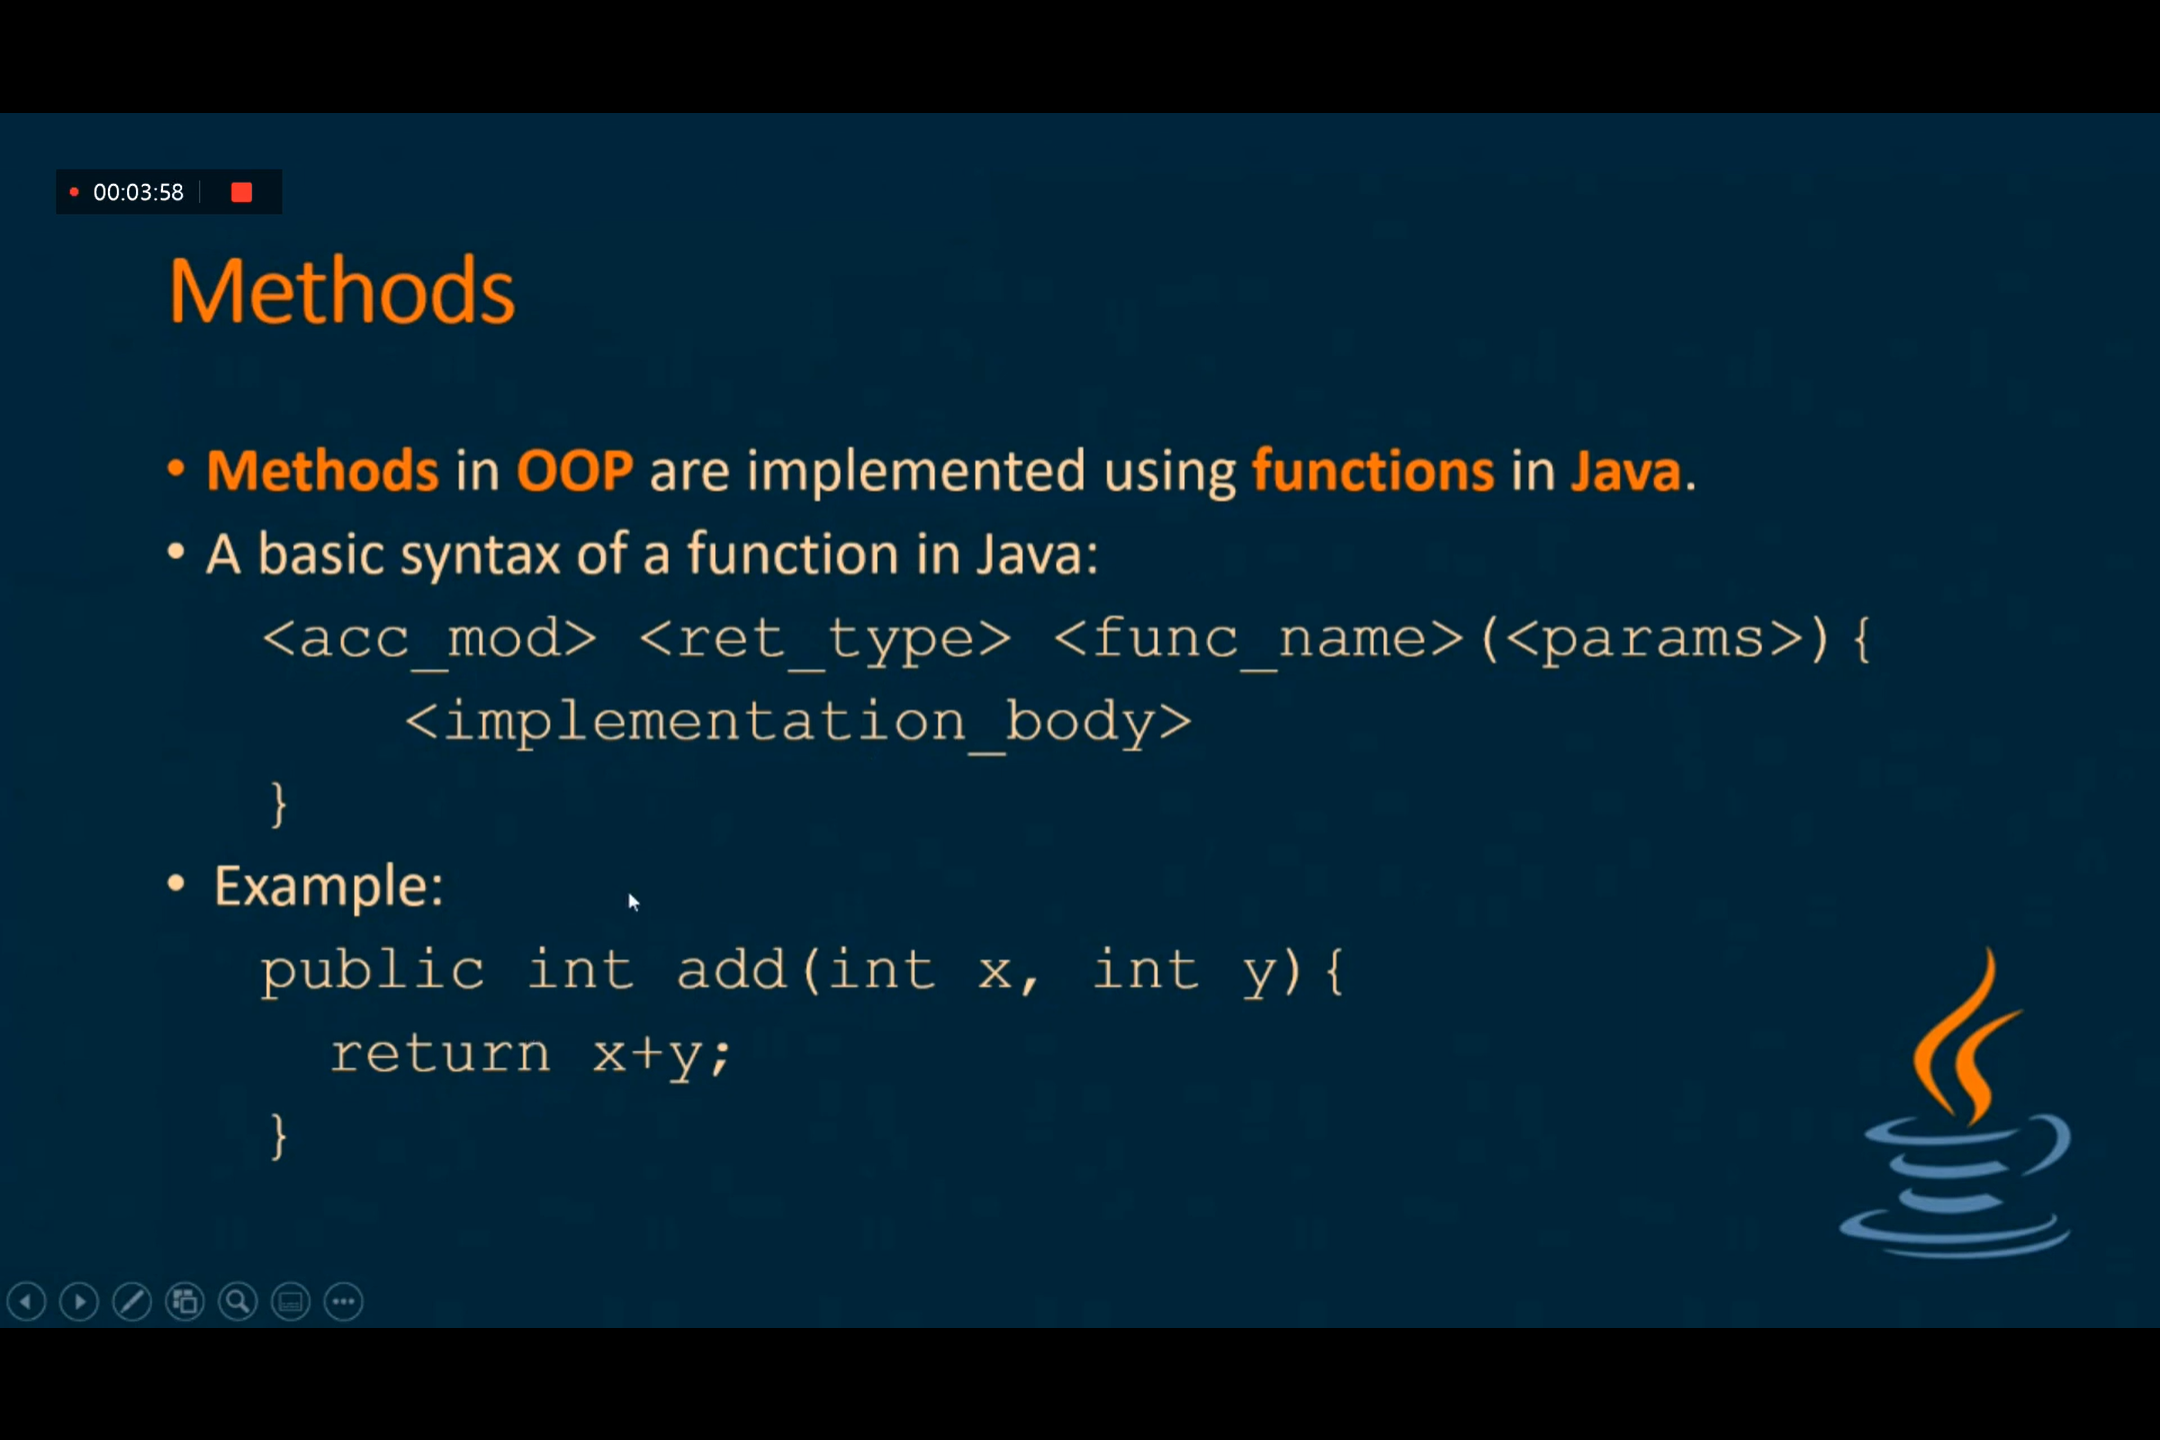 00:03:58
Methods
• Methods in OOP are implemented using functions in Java.
• A basic syntax of a function in Java:
<acc_mod> <ret_type> <func_name>(<params>){
<implementation_body>
}
• Example:
public int add(int x, int y){
return x+y;
}